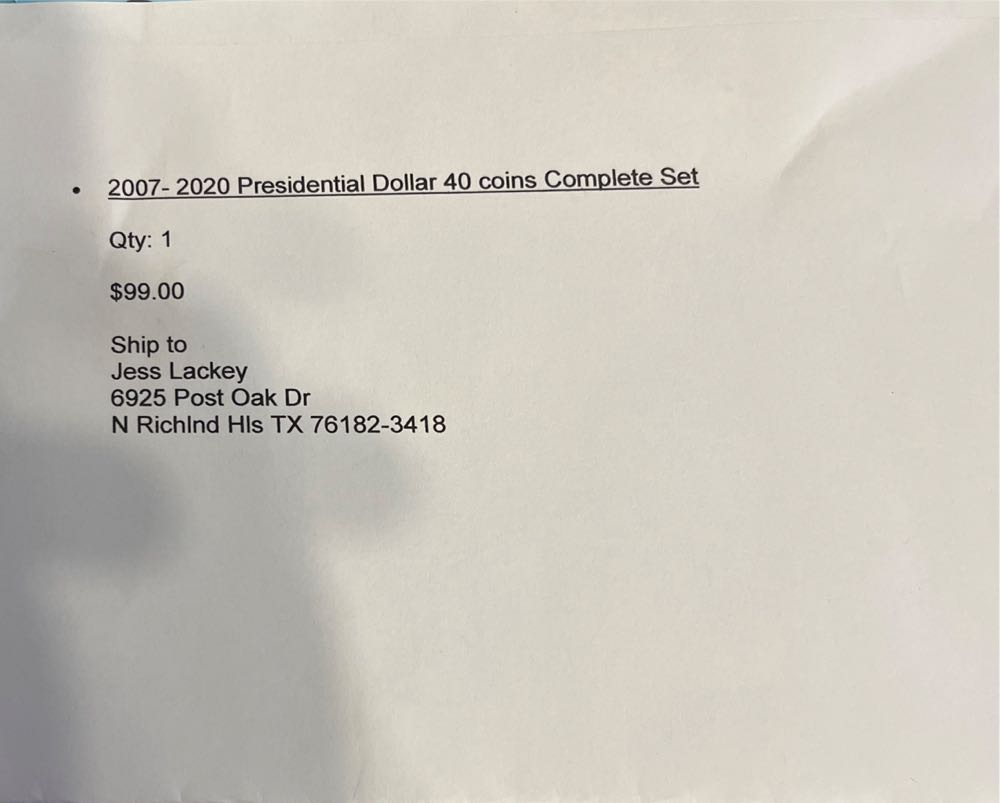 • 2007- 2020 Presidential Dollar 40 coins Complete Set
Qty: 1
$99.00
Ship to
Jess Lackey
6925 Post Oak Dr
N Richlnd Hls TX 76182-3418